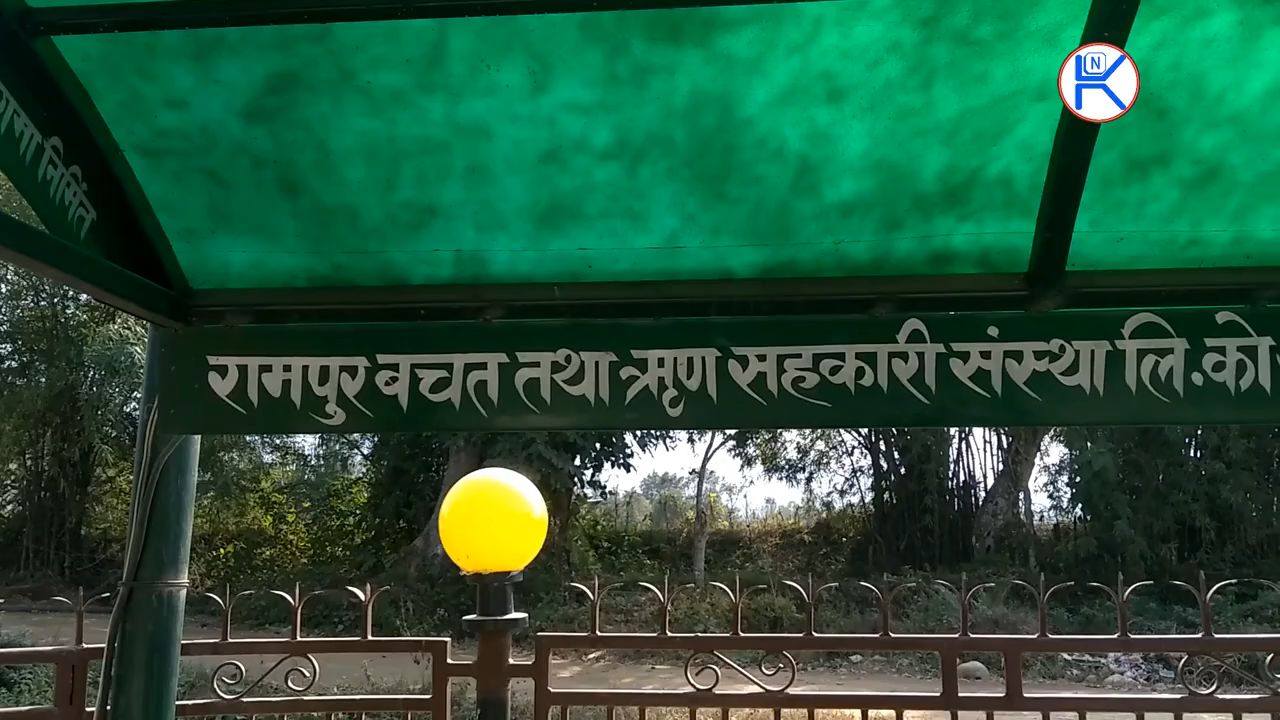 निर्मित
रामपुर बचत तथा ऋण सहकारी संस्था लि.को
N
K